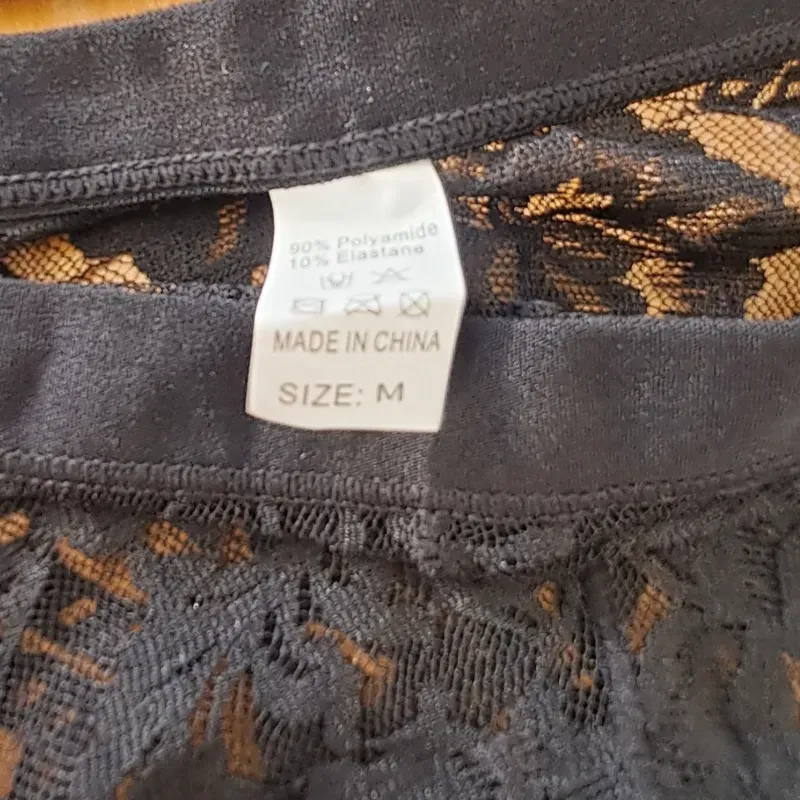 90% Polyamide
10% Elastane
MADE IN CHINA
SIZE: M